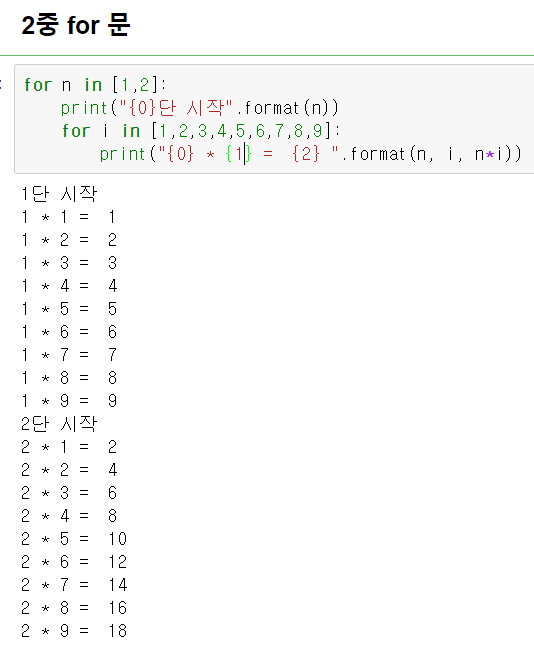 2중 for 문
for n in [1,2]:
    print("{0}단 시작".format(n))
    for i in [1,2,3,4,5,6,7,8,9]:
        print("{0} * {1} =  {2} ".format(n, i, n*i))
1단 시작
1 * 1 =  1
1 * 2 =  2
1 * 3 =  3
1 * 4 =  4
1 * 5 =  5
1 * 6 =  6
1 * 7 =  7
1 * 8 =  8
1 * 9 =  9
2단 시작
2 * 1 =  2
2 * 2 =  4
2 * 3 =  6
2 * 4 =  8
2 * 5 =  10
2 * 6 =  12
2 * 7 =  14
2 * 8 =  16
2 * 9 =  18